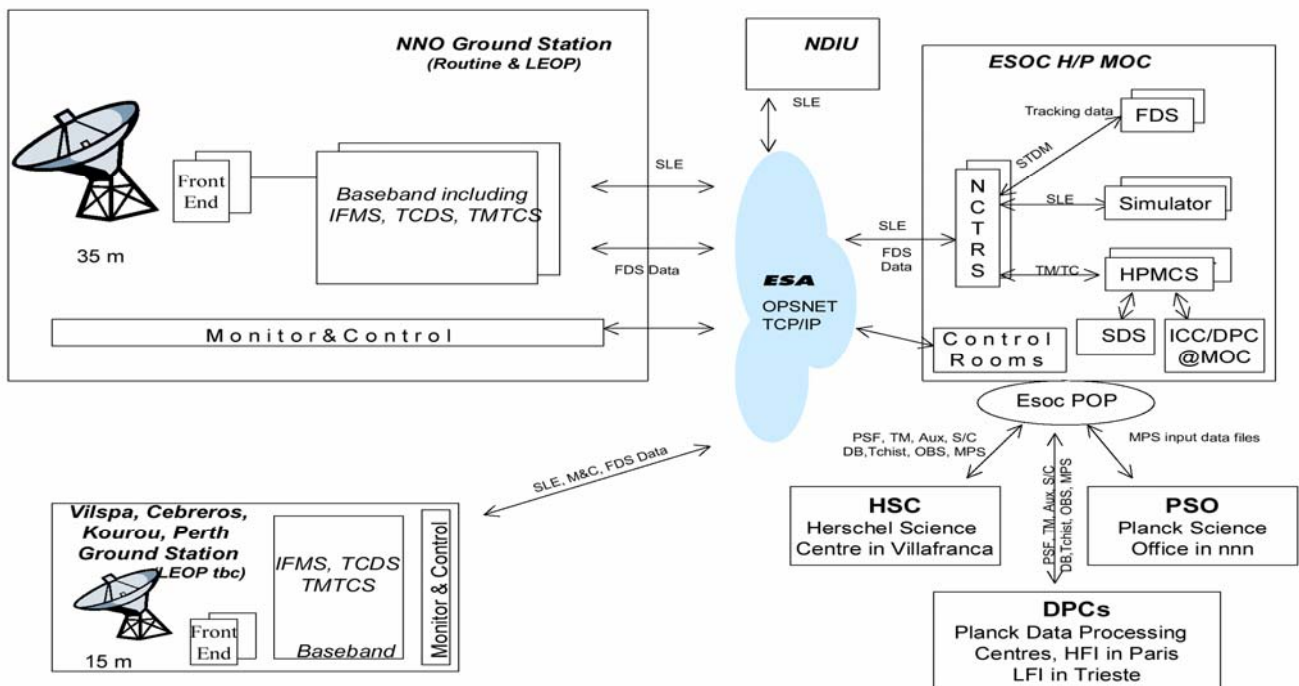 NNO Ground Station
(Routine & LEOP)
Front
End
Baseband including
IFMS, TCDS, TMTCS
35 m
Monitor&Control
SLE
FDS Data
NDIU
SLE
ESA
OPSNET
TCP/IP
SLE
FDS
Data
ESOC H/P MOC
Tracking data
FDS
STDM
NCTRS
SLE
Simulator
TM/TC
HPMCS
Control
Rooms
SDS
ICC/DPC
@MOC
Esoc POP
PSF, TM, Aux, S/C
DB,Tchist, OBS, MPS
PSF, TM, Aux, S/C
DB,Tchist, OBS, MPS
MPS input data files
HSC
Herschel Science
Centre in Villafranca
PSO
Planck Science
Office in nnn
DPCs
Planck Data Processing
Centres, HFI in Paris
LFI in Trieste
SLE, M&C, FDS Data
Vilspa, Cebreros,
Kourou, Perth
Ground Station
(LEOP tbc)
Front
End
15 m
IFMS, TCDS
TMTCS
Baseband
Monitor & Control